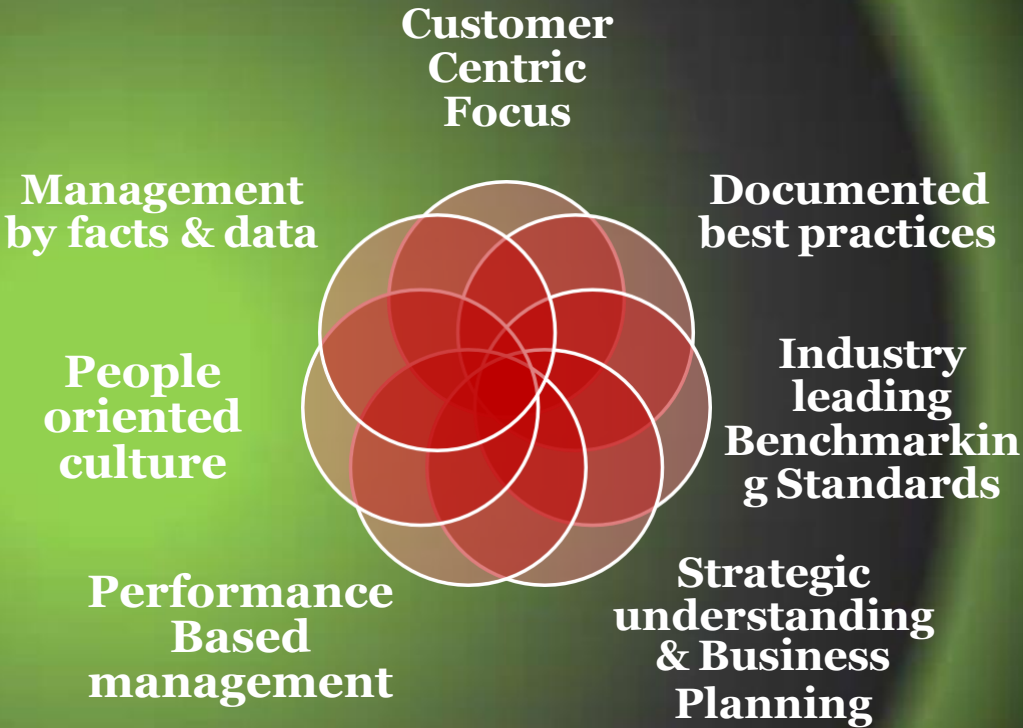 Customer
Centric
Focus
Management
by facts & data
Documented
best practices
People
oriented
culture
Industry
leading
Benchmarkin
g Standards
Performance
Based
management
Strategic
understanding
& Business
Planning